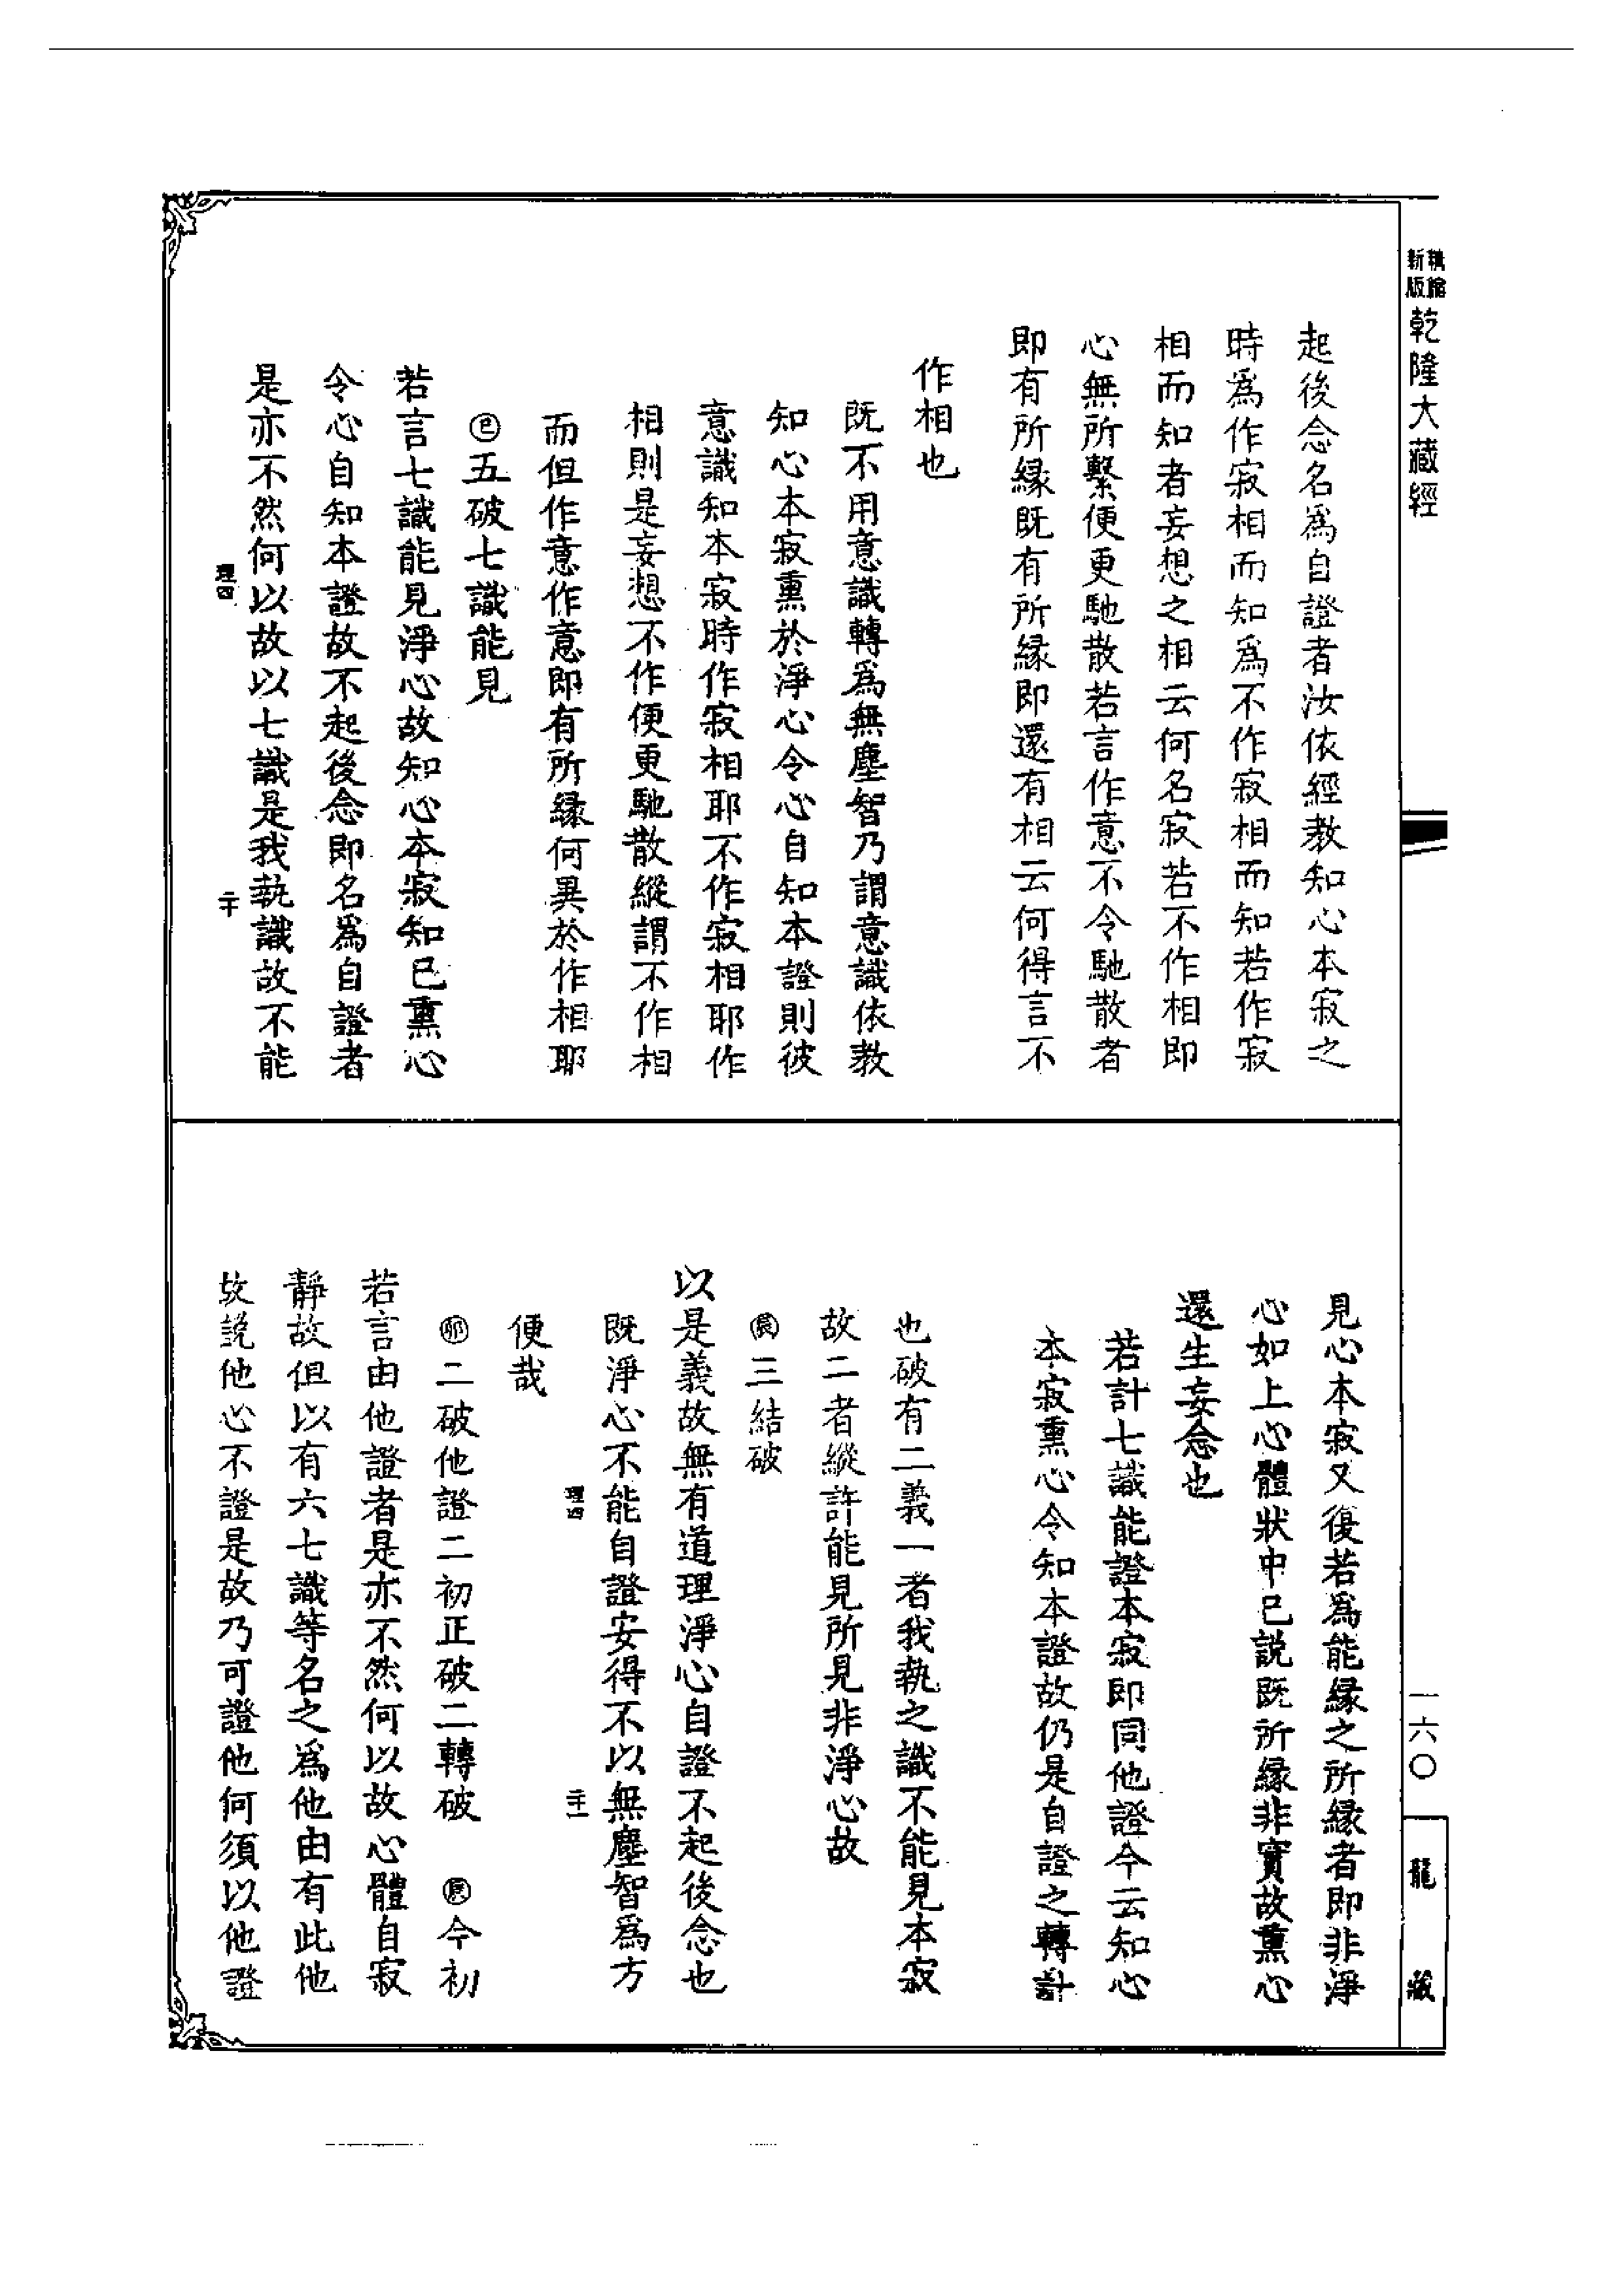 新版
乾隆大藏經
起後念名爲自證者汝依經教知心本寂之
時爲作寂相而知爲不作寂相而知若作寂
相而知者妄想之相云何名寂若不作相即
心無所繫便更馳散若言作意不令馳散者
即有所緣既有所緣即還有相云何得言不
作相也
既不用意識轉爲無塵智乃謂意識依教
知心本寂熏於淨心令心自知本證則彼
意識知本寂時作寂相耶不作寂相耶作
相則是妄想不作便更馳散縱謂不作相
而但作意作意即有所緣何異於作相耶
㊁五破七識能見
若言七識能見淨心故知心本寂知已熏心
令心自知本證故不起後念即名爲自證者
是亦不然何以故以七識是我執識故不能
理四
二十
見心本寂又復若爲能緣之所緣者即非淨
心如上心體狀中已說既所緣非實故熏心
還生妄念也
若計七識能證本寂即同他證今云知心
本寂熏心令知本證故仍是自證之轉計
也破有二義一者我執之識不能見本寂
故二者縱許能見所見非淨心故
辰三結破
以是義故無有道理淨心自證不起後念也
既淨心不能自證安得不以無塵智爲方
便哉
理四
二十一
卯二破他證二初正破二轉破 辰今初
若言由他證者是亦不然何以故心體自寂
靜故但以有六七識等名之爲他由有此他
故說他心不證是故乃可證他何須以他證
一六〇
龍藏